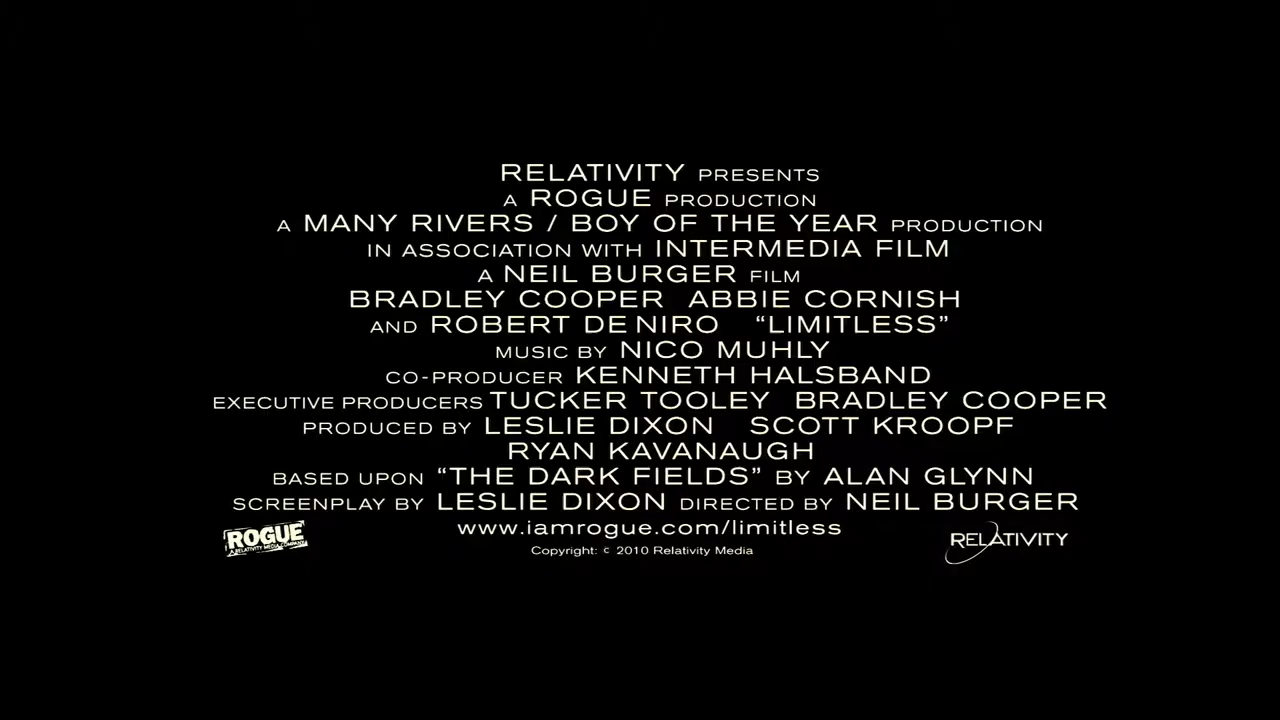 RELATIVITY PRESENTS
A ROGUE PRODUCTION
A MANY RIVERS / BOY OF THE YEAR PRODUCTION
IN ASSOCIATION WITH INTERMEDIA FILM
A NEIL BURGER FILM
BRADLEY COOPER ABBIE CORNISH
AND ROBERT DE NIRO “LIMITLESS”
MUSIC BY NICO MUHLY
CO-PRODUCER KENNETH HALSBAND
EXECUTIVE PRODUCERS TUCKER TOOLEY BRADLEY COOPER
PRODUCED BY LESLIE DIXON SCOTT KROOPF
RYAN KAVANAUGH
BASED UPON “THE DARK FIELDS” BY ALAN GLYNN
SCREENPLAY BY LESLIE DIXON DIRECTED BY NEIL BURGER
www.iamrogue.com/limitless
Copyright: © 2010 Relativity Media
ROGUE
A RELATIVITY MEDIA COMPANY
RELATIVITY